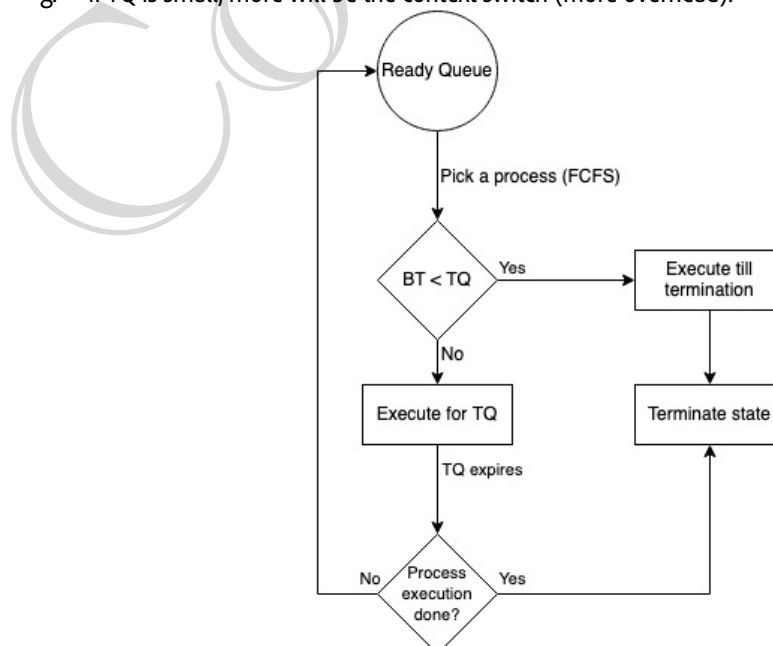 g. If TQ is small, more will be the context switch (more overhead).
Ready Queue
Pick a process (FCFS)
BT < TQ
Yes
Execute till
termination
No
Execute for TQ
Terminate state
TQ expires
No
Process
execution
done?
Yes